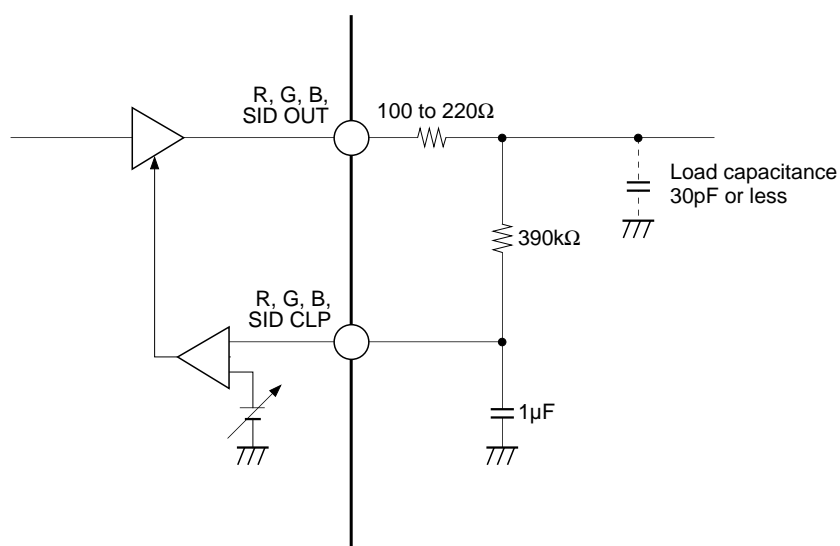 R, G, B,
SID OUT
100 to 220Ω
Load capacitance
30pF or less
390kΩ
R, G, B,
SID CLP
1µF